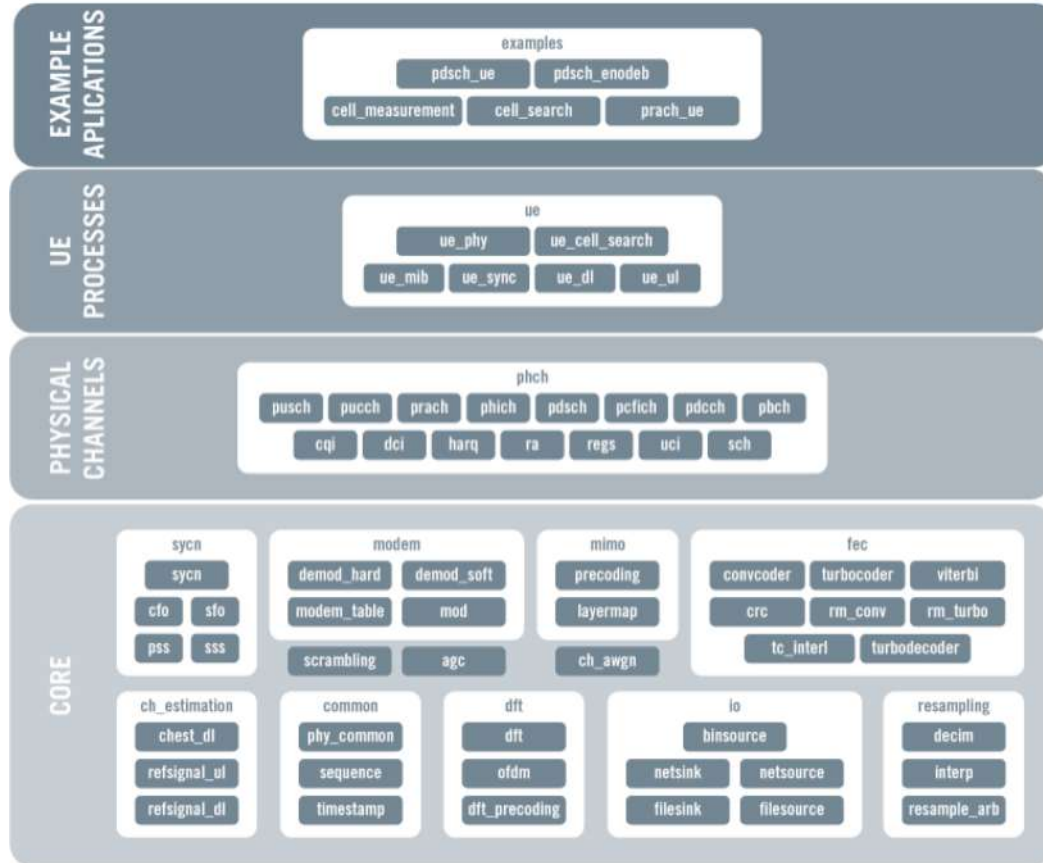 EXAMPLE
APLICATIONS
examples
pdsch_ue pdsch_enodeb
cell_measurement cell_search prach_ue
UE
PROCESSES
ue
ue_phy ue_cell_search
ue_mib ue_sync ue_dl ue_ul
PHYSICAL
CHANNELS
phch
pusch pucch prach phich pdsch pcfich pdcch pbch
cqi dci harq ra regs uci sch
CORE
sycn
sycn
cfo sfo
pss sss
modem
demod_hard demod_soft
modem_table mod
scrambling agc
mimo
precoding
layermap
ch_awgn
fec
convcoder turbocoder viterbi
crc rm_conv rm_turbo
tc_interl turbodecoder
ch_estimation
chest_dl
refsignal_ul
refsignal_dl
common
phy_common
sequence
timestamp
dft
dft
ofdm
dft_precoding
io
binsource
netsink netsource
filesink filesource
resampling
decim
interp
resample_arb